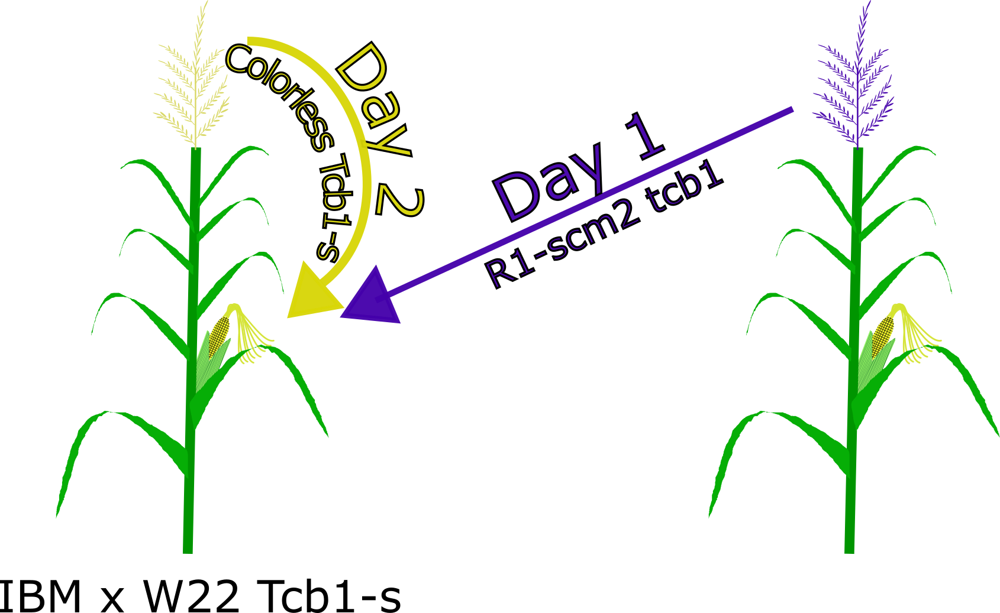 Colorless Tcb1-s
Day 2
Day 1
R1-scm2 tcb1
IBM x W22 Tcb1-s